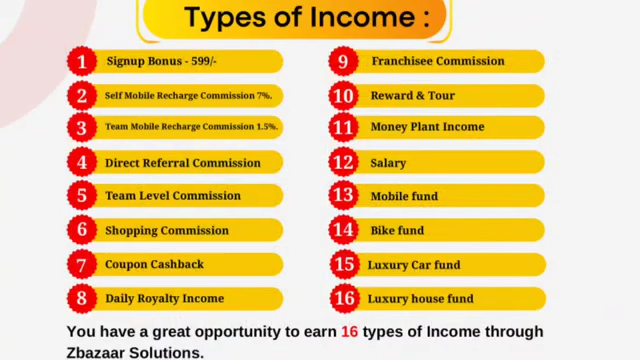 Types of Income :
1 Signup Bonus - 599/-
2 Self Mobile Recharge Commission 7%.
3 Team Mobile Recharge Commission 1.5%.
4 Direct Referral Commission
5 Team Level Commission
6 Shopping Commission
7 Coupon Cashback
8 Daily Royalty Income
9 Franchisee Commission
10 Reward & Tour
11 Money Plant Income
12 Salary
13 Mobile fund
14 Bike fund
15 Luxury Car fund
16 Luxury house fund
You have a great opportunity to earn 16 types of Income through
Zbazaar Solutions.